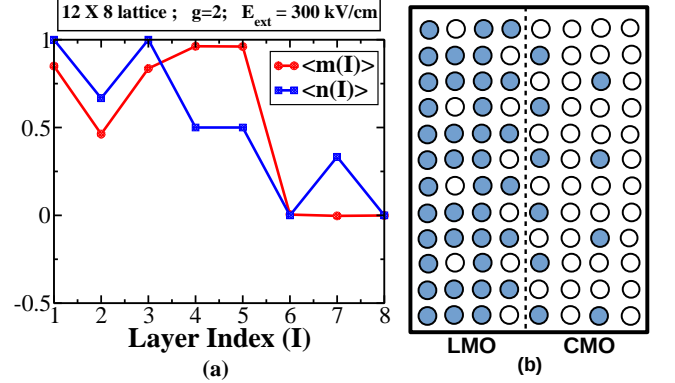 12 X 8 lattice ; g=2; E_ext = 300 kV/cm
1
0.5
0
-0.5
<m(I)>
<n(I)>
1 2 3 4 5 6 7 8
Layer Index (I)
(a)
LMO CMO
(b)